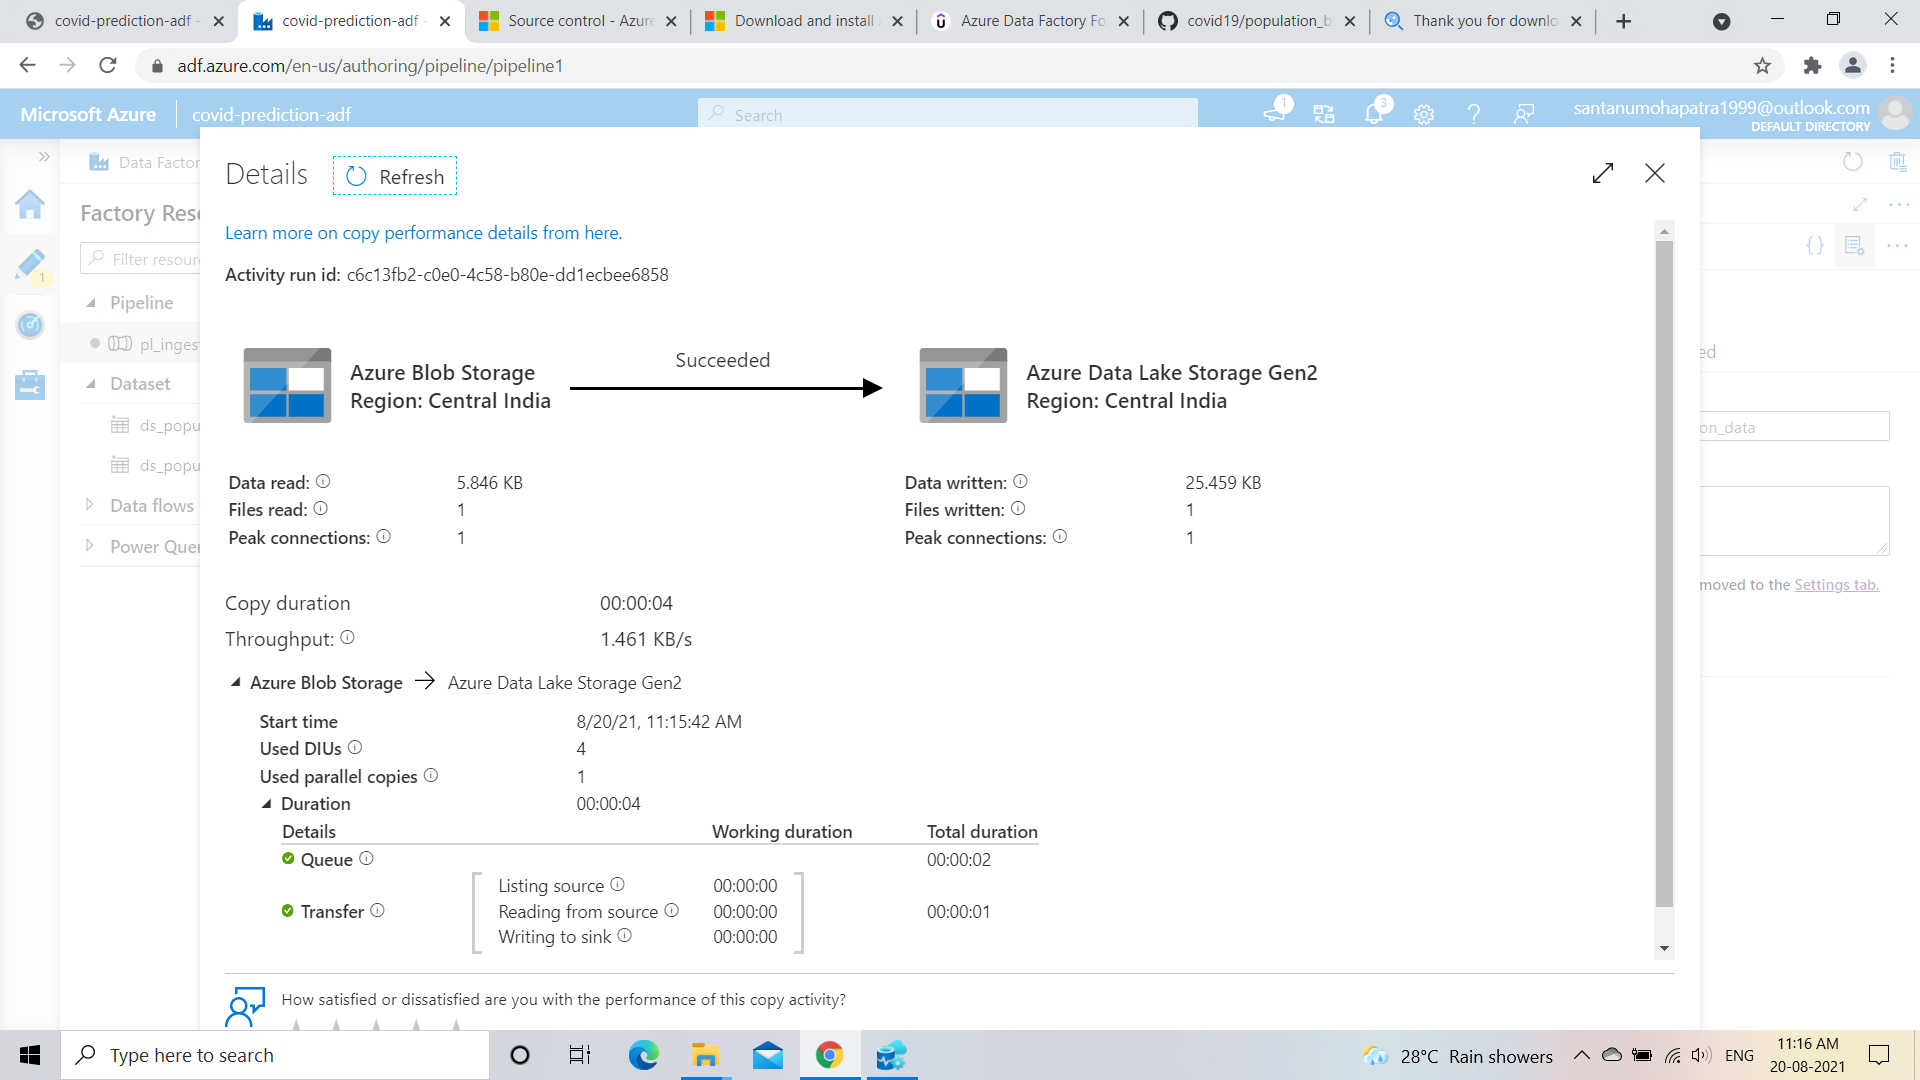 covid-prediction-adf -
covid-prediction-adf -
Source control - Azure
Download and install
Azure Data Factory Fo
covid19/population_b
Thank you for downlo
adf.azure.com/en-us/authoring/pipeline/pipeline1
Microsoft Azure
covid-prediction-adf
Search
1
3
santanumohapatra1999@outlook.com
DEFAULT DIRECTORY
Data Factor
Factory Res
Filter resour
1
Pipeline
pl_inges
Dataset
ds_popu
ds_popu
Data flows
Power Quer
Details
Refresh
Learn more on copy performance details from here.
Activity run id: c6c13fb2-c0e0-4c58-b80e-dd1ecbee6858
Azure Blob Storage
Region: Central India
Succeeded
Azure Data Lake Storage Gen2
Region: Central India
Data read: 5.846 KB
Files read: 1
Peak connections: 1
Data written: 25.459 KB
Files written: 1
Peak connections: 1
Copy duration 00:00:04
Throughput: 1.461 KB/s
Azure Blob Storage → Azure Data Lake Storage Gen2
Start time 8/20/21, 11:15:42 AM
Used DIUs 4
Used parallel copies 1
Duration 00:00:04
Details Working duration Total duration
Queue 00:00:02
Listing source 00:00:00
Transfer Reading from source 00:00:00 00:00:01
Writing to sink 00:00:00
How satisfied or dissatisfied are you with the performance of this copy activity?
ed
on_data
moved to the Settings tab.
Type here to search
28°C Rain showers
ENG
11:16 AM
20-08-2021